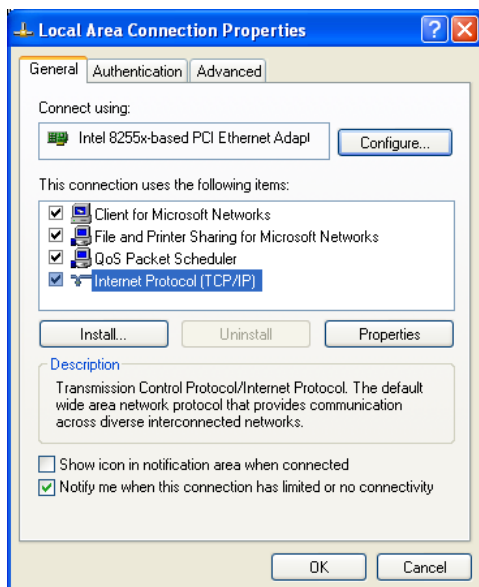 Local Area Connection Properties
General Authentication Advanced
Connect using:
Intel 8255x-based PCI Ethernet Adapl
Configure...
This connection uses the following items:
Client for Microsoft Networks
File and Printer Sharing for Microsoft Networks
QoS Packet Scheduler
Internet Protocol (TCP/IP)
Install... Uninstall Properties
Description
Transmission Control Protocol/Internet Protocol. The default
wide area network protocol that provides communication
across diverse interconnected networks.
Show icon in notification area when connected
Notify me when this connection has limited or no connectivity
OK Cancel